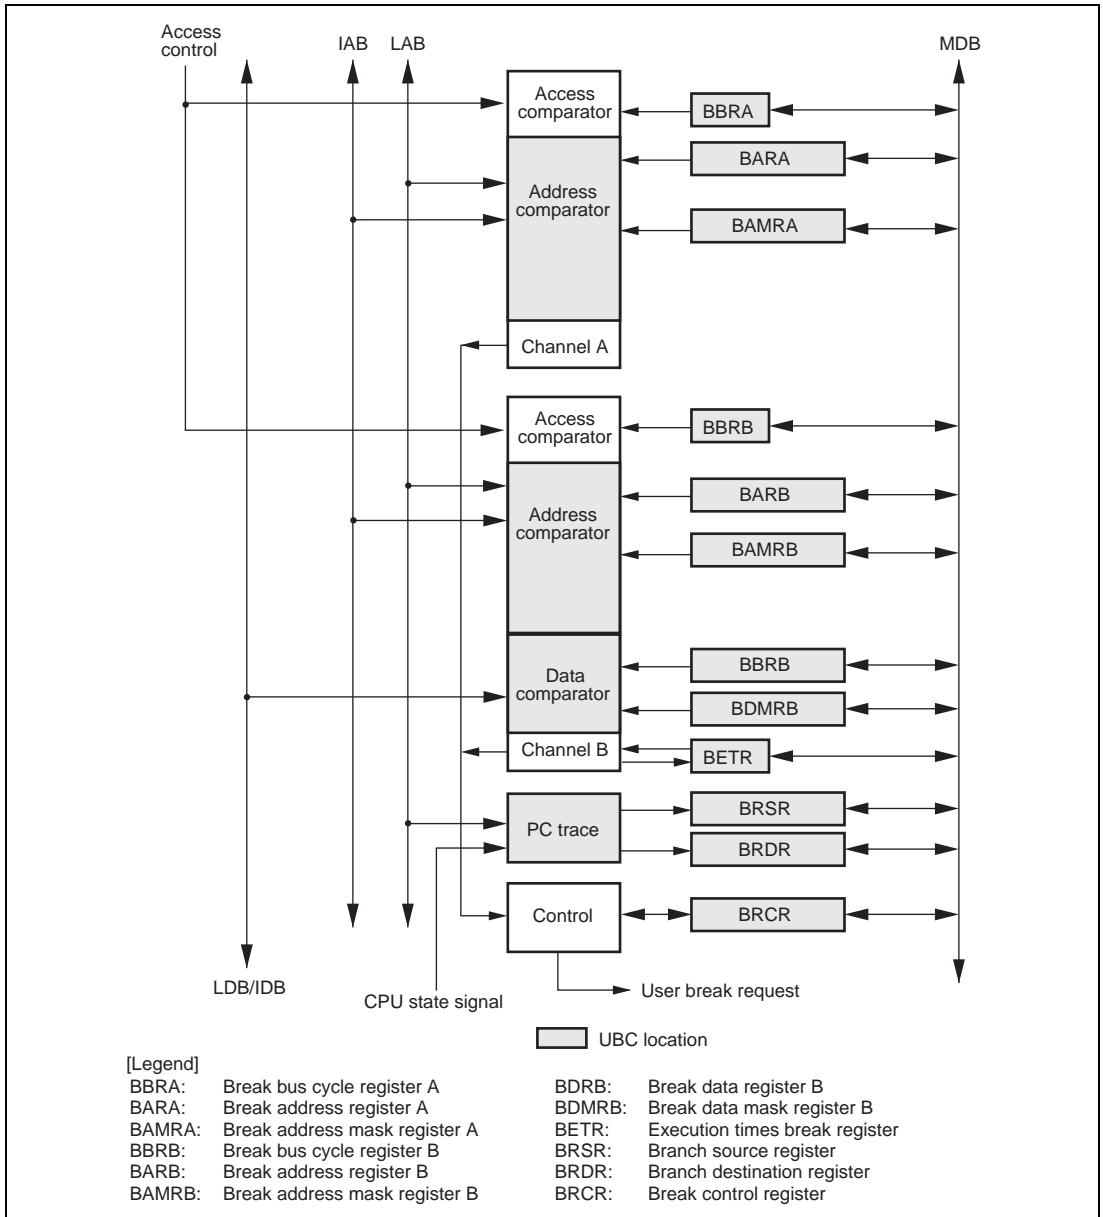 Access
control
IAB
LAB
MDB
Access
comparator
BBRA
BARA
Address
comparator
BAMRA
Channel A
Access
comparator
BBRB
BARB
Address
comparator
BAMRB
BBRB
Data
comparator
BDMRB
Channel B
BETR
BRSR
PC trace
BRDR
Control
BRCR
LDB/IDB
CPU state signal
User break request
UBC location
[Legend]
BBRA: Break bus cycle register A
BARA: Break address register A
BAMRA: Break address mask register A
BBRB: Break bus cycle register B
BARB: Break address register B
BAMRB: Break address mask register B
BDRB: Break data register B
BDMRB: Break data mask register B
BETR: Execution times break register
BRSR: Branch source register
BRDR: Branch destination register
BRCR: Break control register